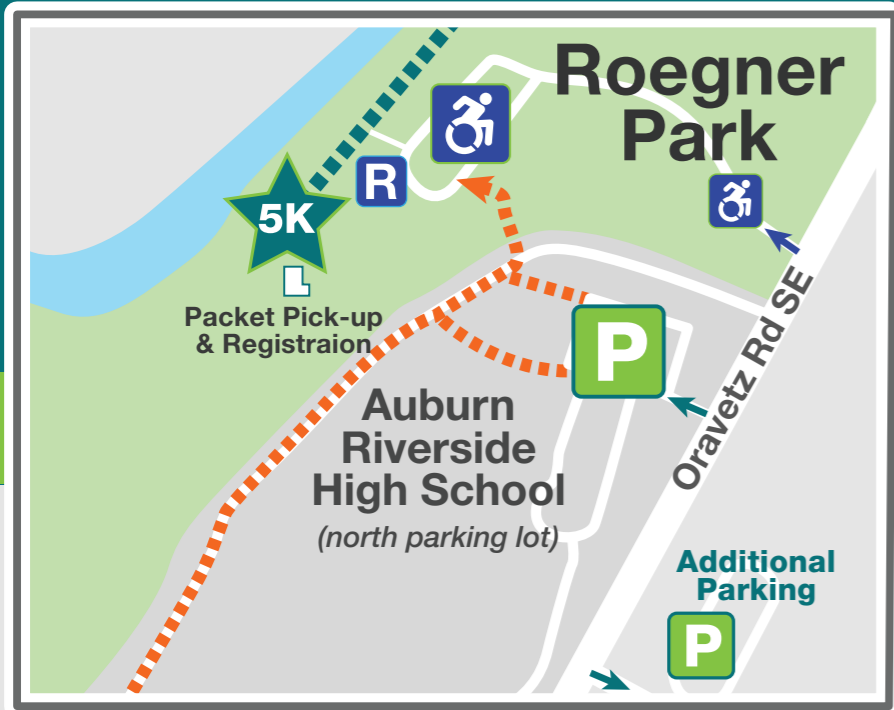 Roegner
Park
R
5K
Packet Pick-up
& Registraion
P
Auburn
Riverside
High School
(north parking lot)
Oravetz Rd SE
Additional
Parking
P